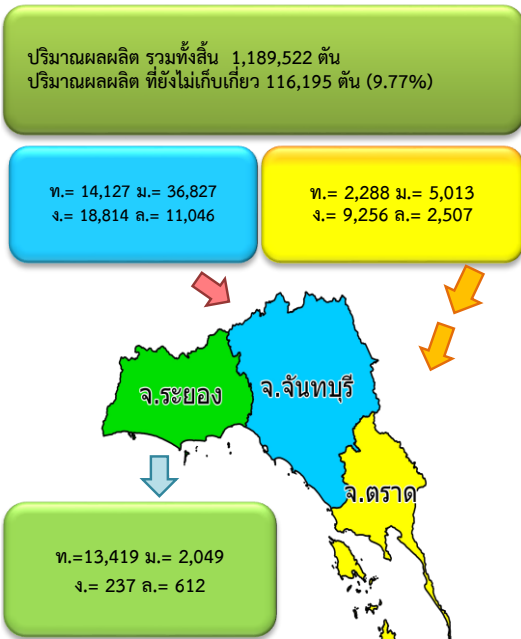 ปริมาณผลผลิต รวมทั้งสิ้น 1,189,522 ตัน
ปริมาณผลผลิต ที่ยังไม่เก็บเกี่ยว 116,195 ตัน (9.77%)
ท.= 14,127 ม.= 36,827
ง.= 18,814 ล.= 11,046
ท.= 2,288 ม.= 5,013
ง.= 9,256 ล.= 2,507
จ.ระยอง
จ.จันทบุรี
จ.ตราด
ท.=13,419 ม.= 2,049
ง.= 237 ล.= 612